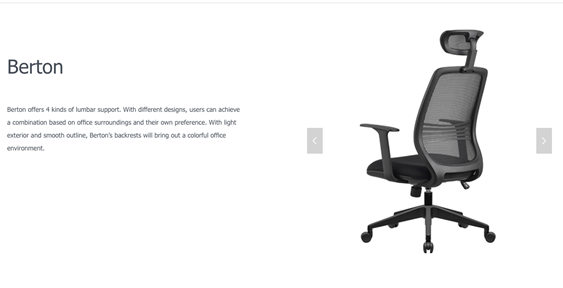 Berton
Berton offers 4 kinds of lumbar support. With different designs, users can achieve
a combination based on office surroundings and their own preference. With light
exterior and smooth outline, Berton's backrests will bring out a colorful office
environment.